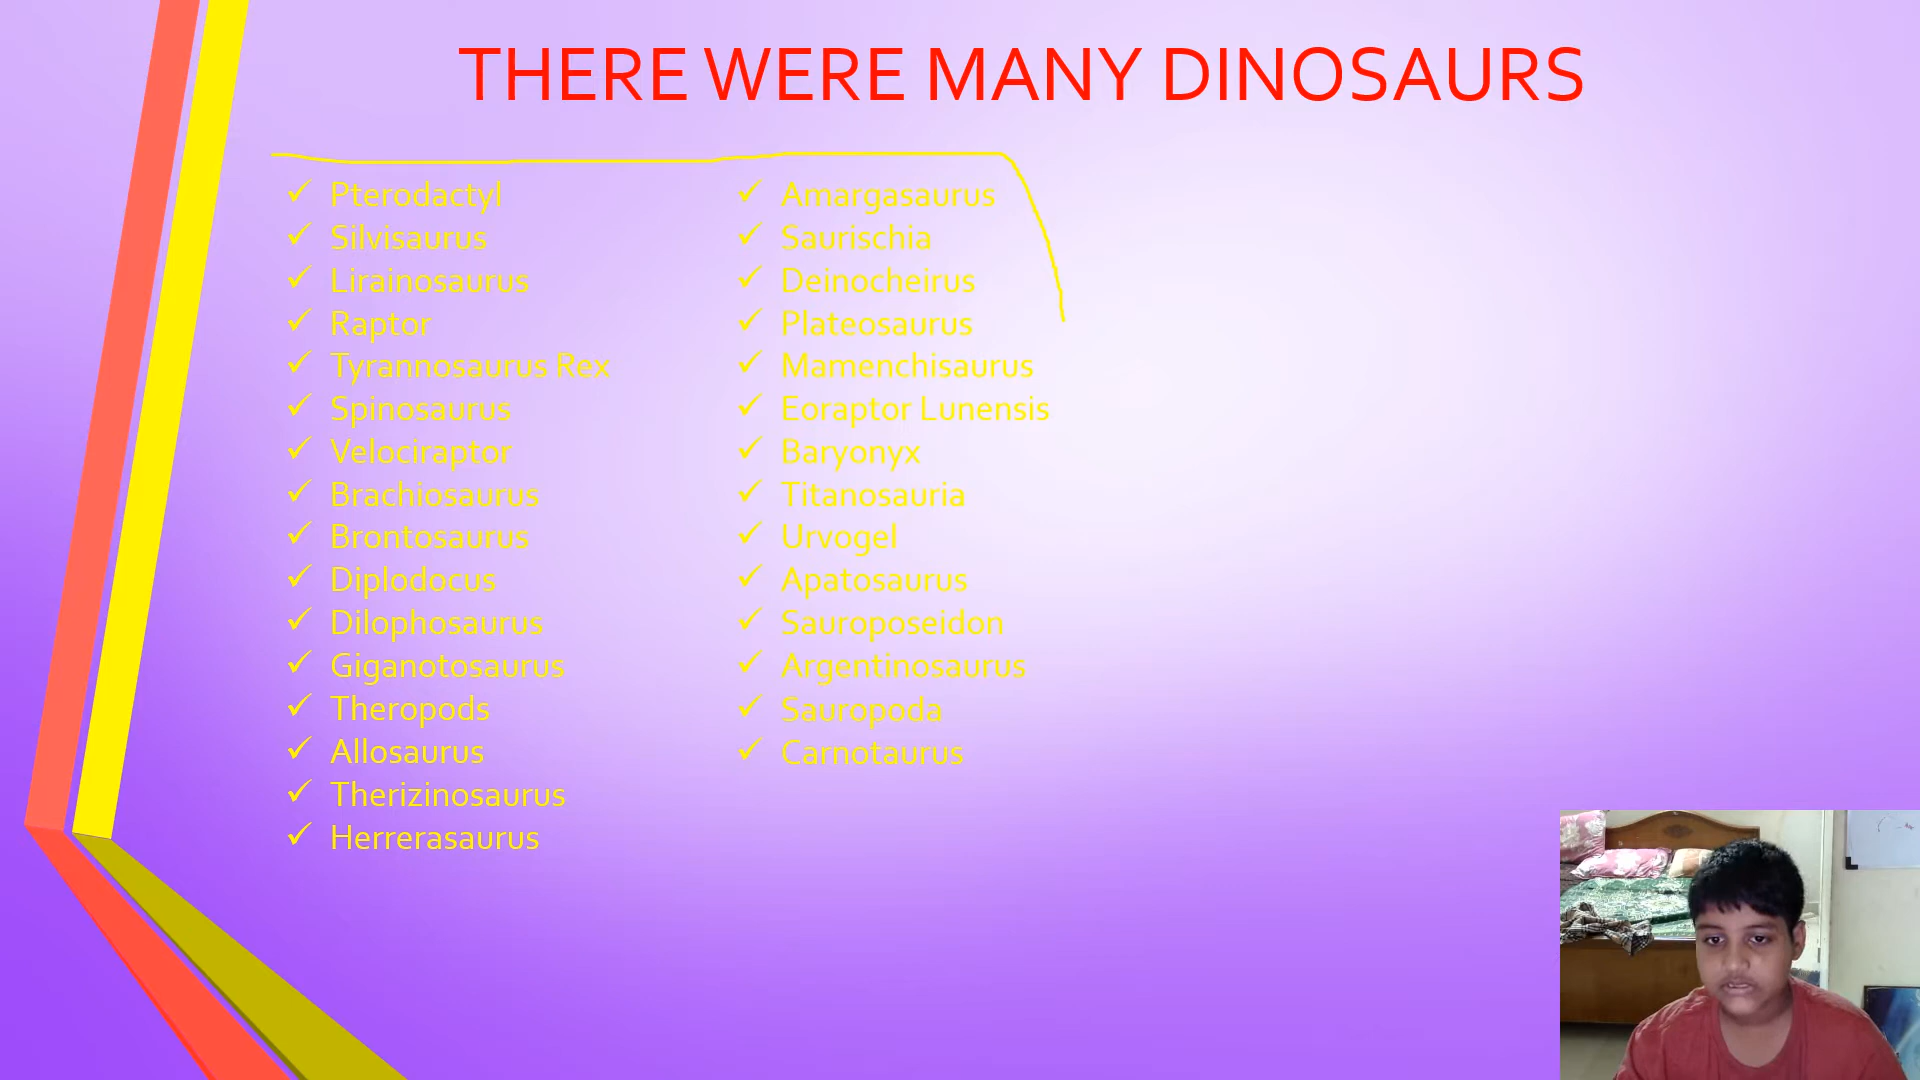 THERE WERE MANY DINOSAURS
Pterodactyl
Silvisaurus
Lirainosaurus
Raptor
Tyrannosaurus Rex
Spinosaurus
Velociraptor
Brachiosaurus
Brontosaurus
Diplodocus
Dilophosaurus
Giganotosaurus
Theropods
Allosaurus
Therizinosaurus
Herrerasaurus
Amargasaurus
Saurischia
Deinocheirus
Plateosaurus
Mamenchisaurus
Eoraptor Lunensis
Baryonyx
Titanosauria
Urvogel
Apatosaurus
Sauroposeidon
Argentinosaurus
Sauropoda
Carnotaurus